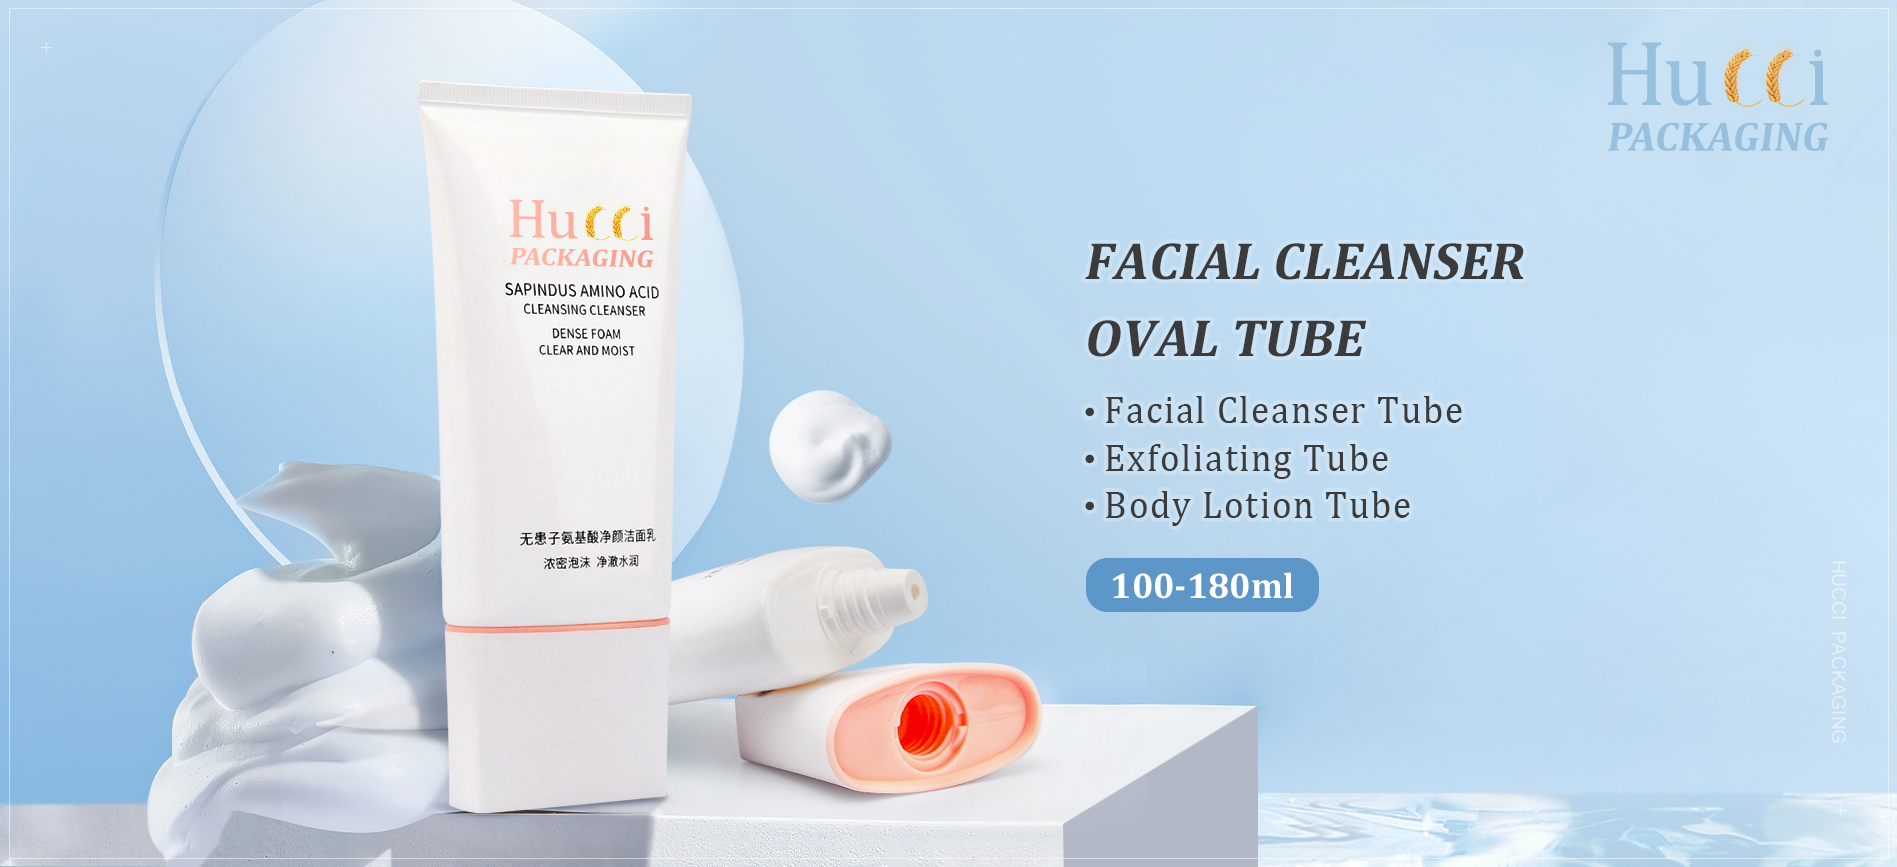 Hucci
PACKAGING
SAPINDUS AMINO ACID
CLEANSING CLEANSER
DENSE FOAM
CLEAR AND MOIST
无患子氨基酸净颜洁面乳
浓密泡沫 净澈水润
Hucci
PACKAGING
FACIAL CLEANSER
OVAL TUBE
• Facial Cleanser Tube
• Exfoliating Tube
• Body Lotion Tube
100-180ml
HUCCI PACKAGING